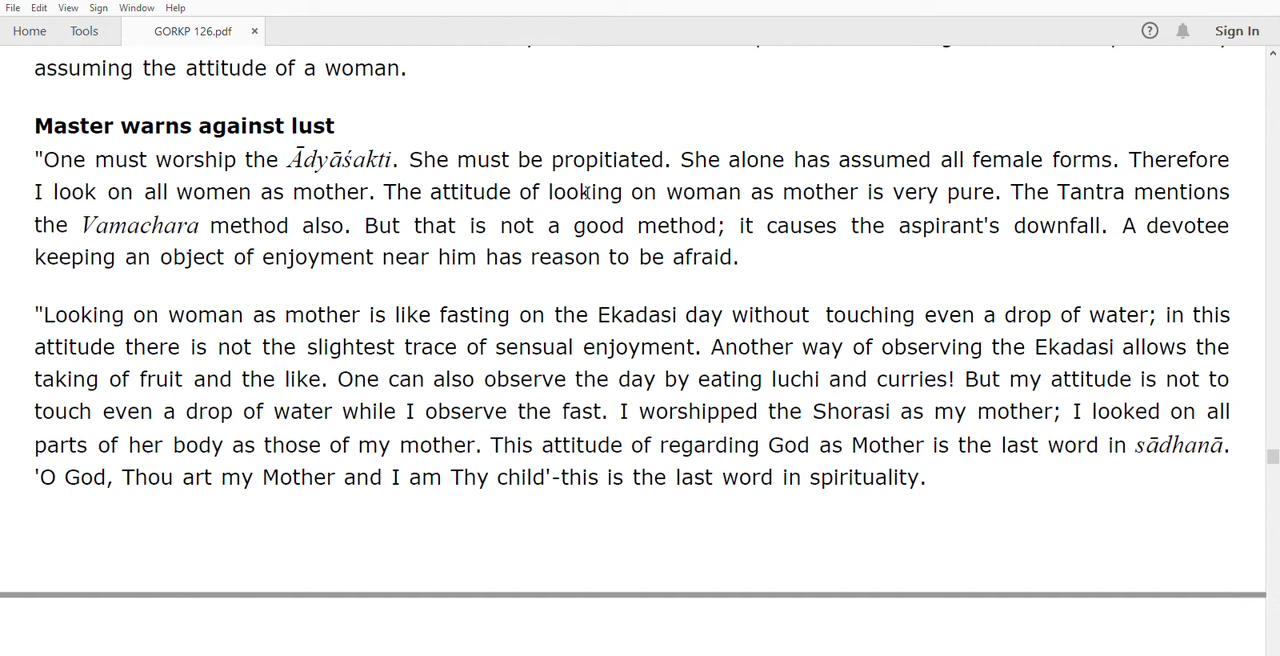 File Edit View Sign Window Help
Home Tools GORKP 126.pdf × ? Sign In
assuming the attitude of a woman.
Master warns against lust
"One must worship the Ādyāśakti. She must be propitiated. She alone has assumed all female forms. Therefore
I look on all women as mother. The attitude of looking on woman as mother is very pure. The Tantra mentions
the Vamachara method also. But that is not a good method; it causes the aspirant's downfall. A devotee
keeping an object of enjoyment near him has reason to be afraid.
"Looking on woman as mother is like fasting on the Ekadasi day without touching even a drop of water; in this
attitude there is not the slightest trace of sensual enjoyment. Another way of observing the Ekadasi allows the
taking of fruit and the like. One can also observe the day by eating luchi and curries! But my attitude is not to
touch even a drop of water while I observe the fast. I worshipped the Shorasi as my mother; I looked on all
parts of her body as those of my mother. This attitude of regarding God as Mother is the last word in sādhanā.
'O God, Thou art my Mother and I am Thy child'-this is the last word in spirituality.